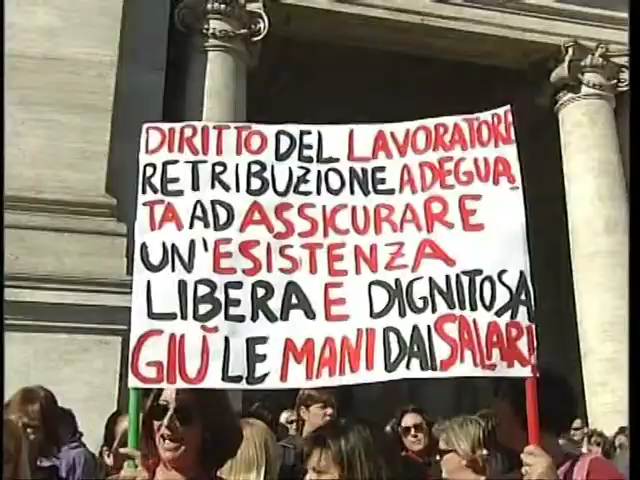 DIRITTO DEL LAVORATORE
RETRIBUZIONE ADEGUA
TA AD ASSICURARE
UN'ESISTENZA
LIBERA E DIGNITOSA
GIÙ LE MANI DAI SALARI!